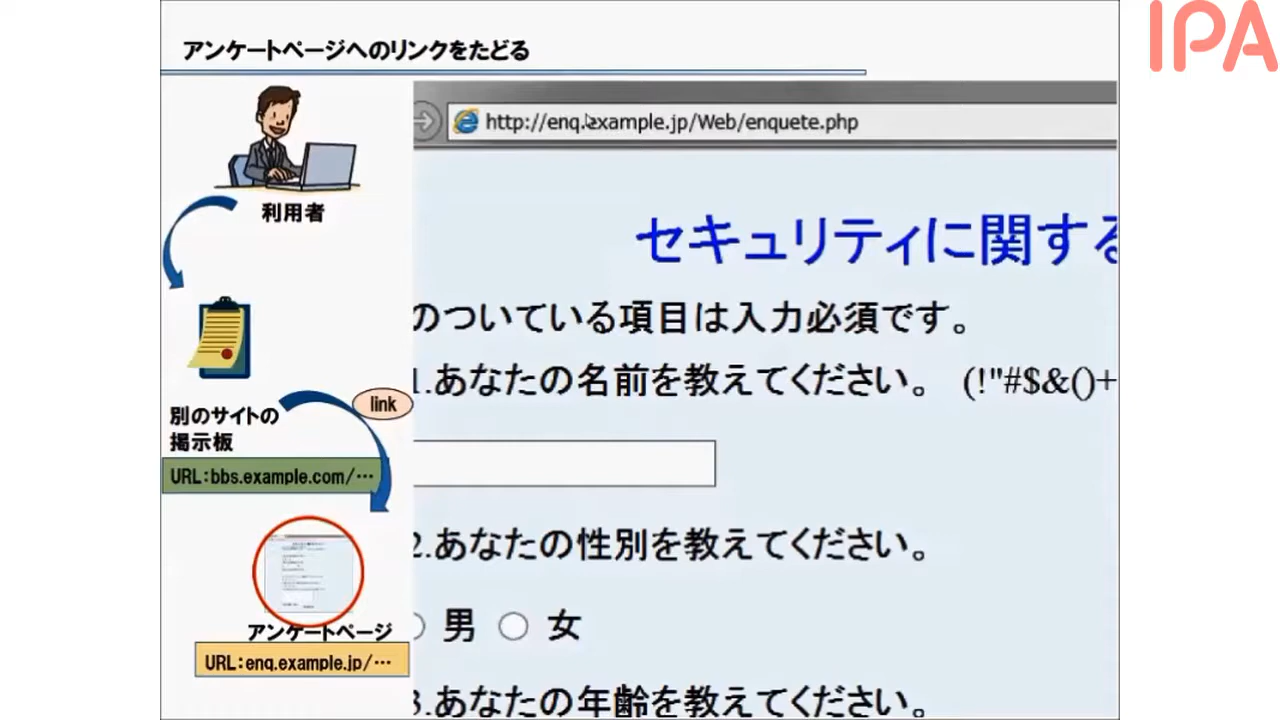 IPA
アンケートページへのリンクをたどる
利用者
別のサイトの
掲示板
URL:bbs.example.com/…
link
アンケートページ
URL:enq.example.jp/…
http://enq.example.jp/Web/enquete.php
セキュリティに関する
のついている項目は入力必須です。
1.あなたの名前を教えてください。 (!"#$&()+
2.あなたの性別を教えてください。
男 女
3.あなたの年齢を教えてください。